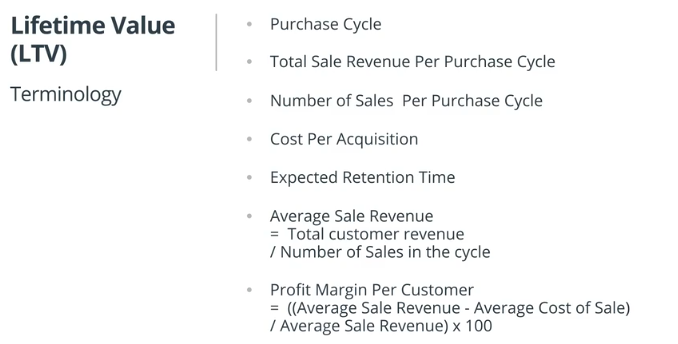 Lifetime Value
(LTV)
Terminology
• Purchase Cycle
• Total Sale Revenue Per Purchase Cycle
• Number of Sales Per Purchase Cycle
• Cost Per Acquisition
• Expected Retention Time
• Average Sale Revenue
= Total customer revenue
/ Number of Sales in the cycle
• Profit Margin Per Customer
= ((Average Sale Revenue - Average Cost of Sale)
/ Average Sale Revenue) x 100